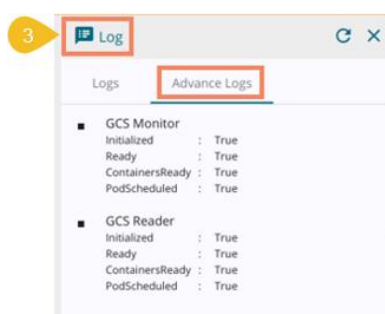 3
Log
Logs Advance Logs
GCS Monitor
Initialized : True
Ready : True
ContainersReady : True
PodScheduled : True
GCS Reader
Initialized : True
Ready : True
ContainersReady : True
PodScheduled : True